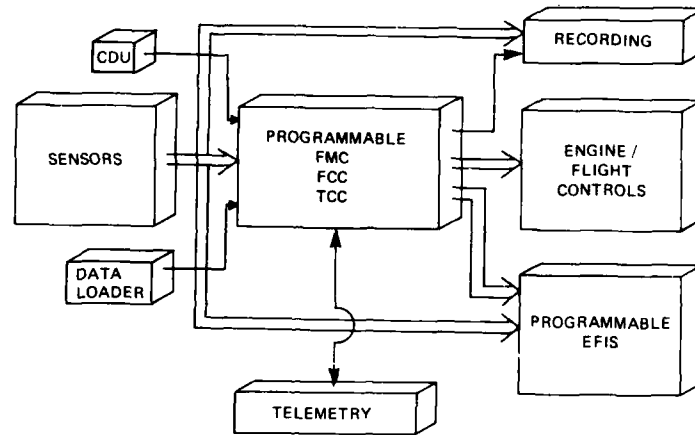 CDU
RECORDING
SENSORS
PROGRAMMABLE
FMC
FCC
TCC
ENGINE /
FLIGHT
CONTROLS
DATA
LOADER
PROGRAMMABLE
EFIS
TELEMETRY